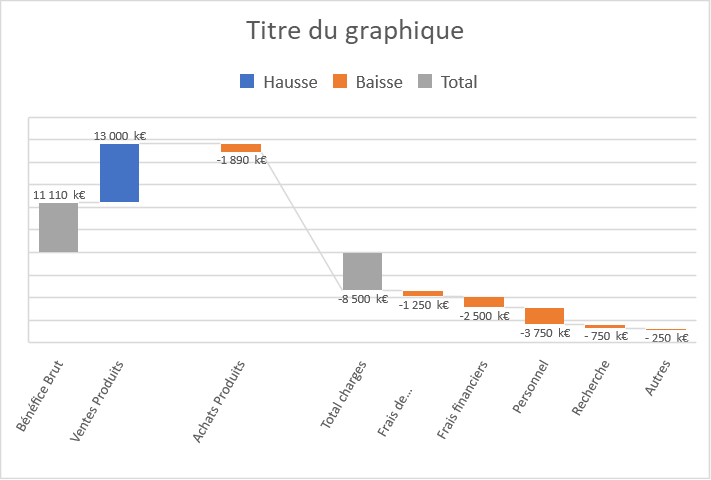 Titre du graphique
Hausse Baisse Total
13 000 k€
11 110 k€
-1 890 k€
-8 500 k€
-1 250 k€
-2 500 k€
-3 750 k€
- 750 k€
- 250 k€
Bénéfice Brut
Ventes Produits
Achats Produits
Total charges
Frais de...
Frais financiers
Personnel
Recherche
Autres